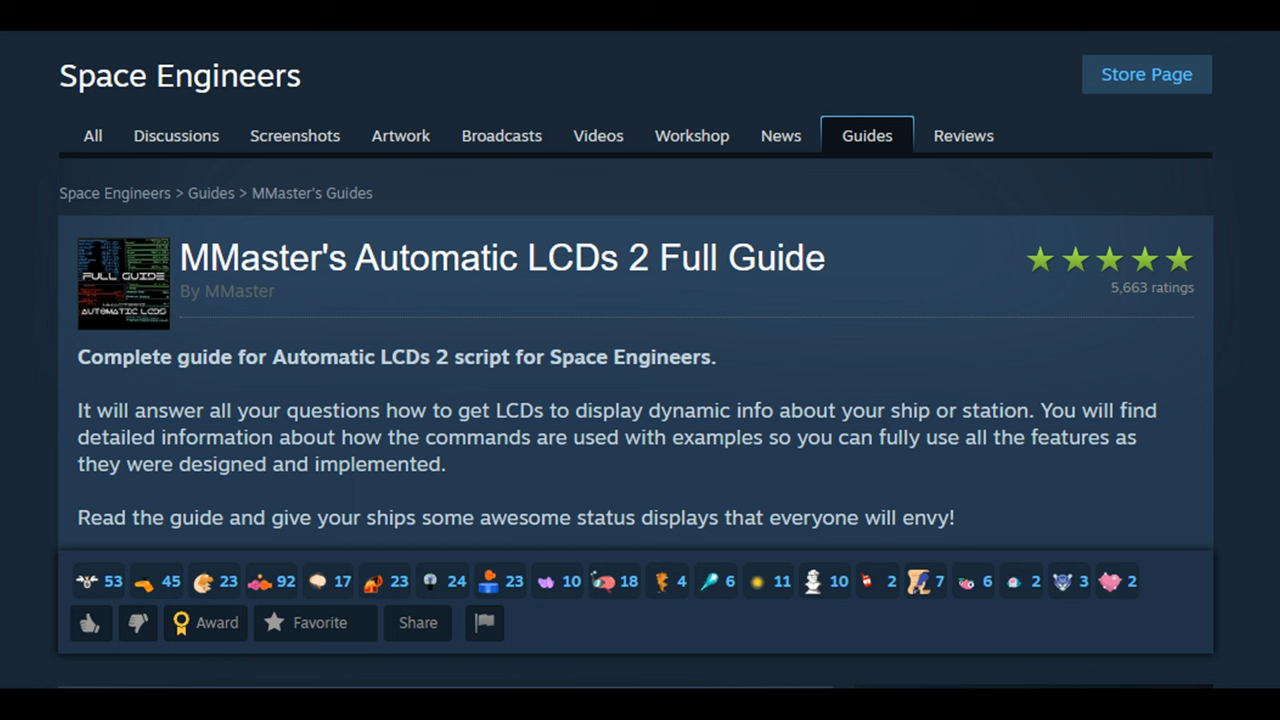 Space Engineers
Store Page
All Discussions Screenshots Artwork Broadcasts Videos Workshop News Guides Reviews
Space Engineers > Guides > MMaster's Guides
FULL GUIDE
AUTOMATIC LCDS
MMaster's Automatic LCDs 2 Full Guide
By MMaster
5,663 ratings
Complete guide for Automatic LCDs 2 script for Space Engineers.
It will answer all your questions how to get LCDs to display dynamic info about your ship or station. You will find
detailed information about how the commands are used with examples so you can fully use all the features as
they were designed and implemented.
Read the guide and give your ships some awesome status displays that everyone will envy!
53 45 23 92 17 23 24 23 10 18 4 6 11 10 2 7 6 2 3 2
Award Favorite Share